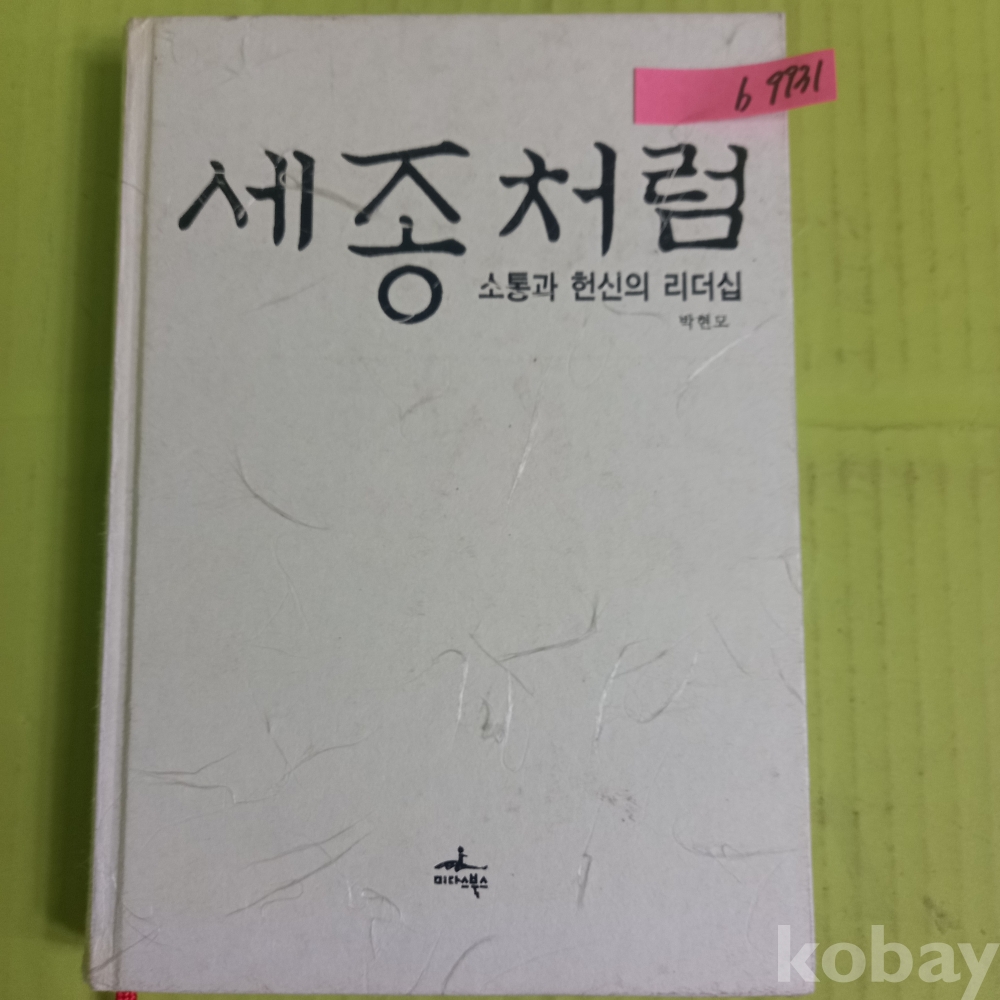 b 9931
세종처럼
소통과 헌신의 리더십
박현모
미다스북스
kobay